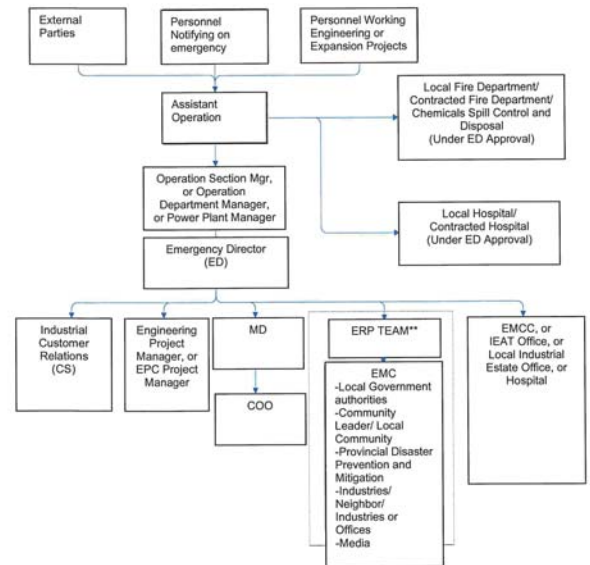 External
Parties
Personnel
Notifying on
emergency
Personnel Working
Engineering or
Expansion Projects
Assistant
Operation
Local Fire Department/
Contracted Fire Department/
Chemicals Spill Control and
Disposal
(Under ED Approval)
Operation Section Mgr,
or Operation
Department Manager,
or Power Plant Manager
Local Hospital/
Contracted Hospital
(Under ED Approval)
Emergency Director
(ED)
Industrial
Customer
Relations
(CS)
Engineering
Project
Manager, or
EPC Project
Manager
MD
COO
ERP TEAM**
EMC
-Local Government
authorities
-Community
Leader/ Local
Community
-Provincial Disaster
Prevention and
Mitigation
-Industries/
Neighbor/
Industries or
Offices
-Media
EMCC, or
IEAT Office, or
Local Industrial
Estate Office, or
Hospital